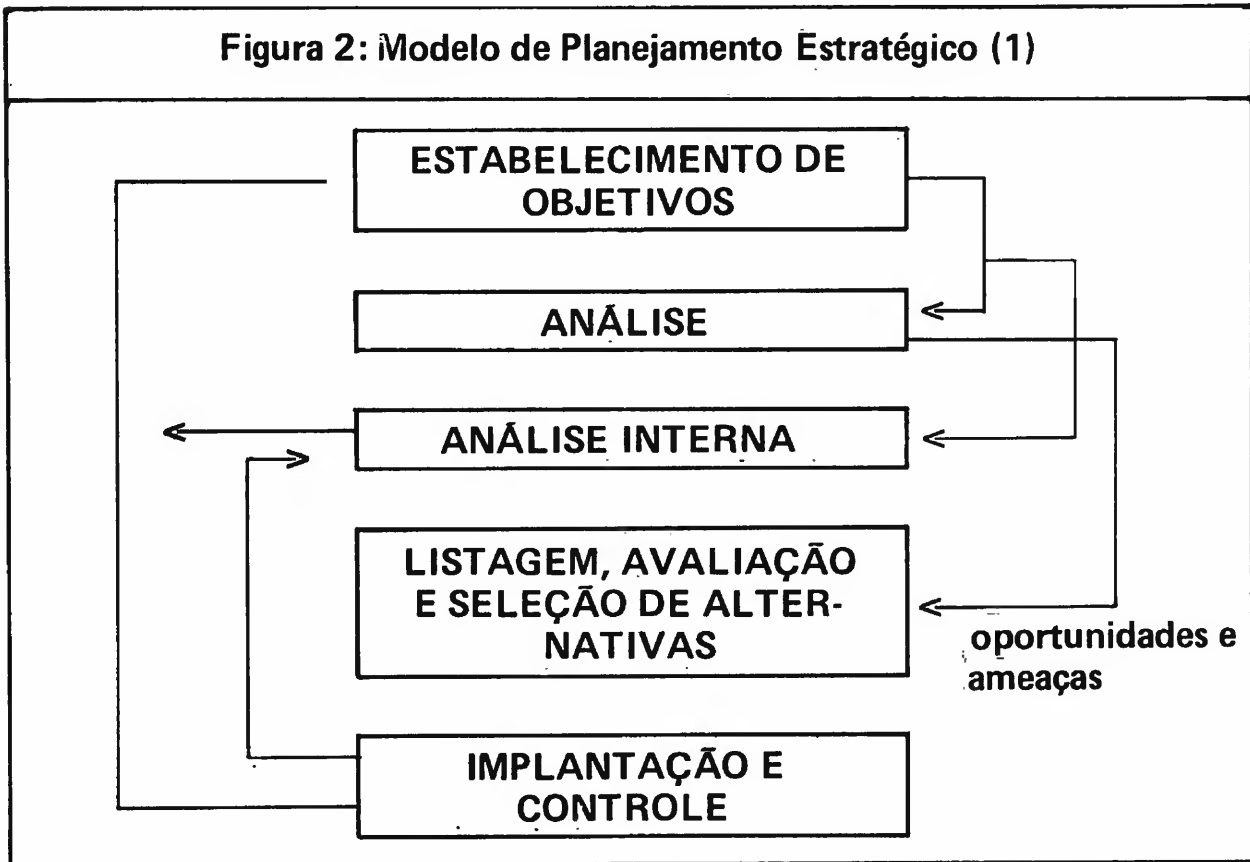 Figura 2: Modelo de Planejamento Estratégico (1)
ESTABELECIMENTO DE
OBJETIVOS
ANÁLISE
ANÁLISE INTERNA
LISTAGEM, AVALIAÇÃO
E SELEÇÃO DE ALTER-
NATIVAS
oportunidades e
ameaças
IMPLANTAÇÃO E
CONTROLE